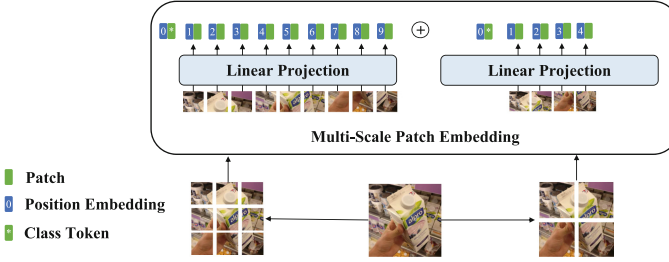 0 * 1 2 3 4 5 6 7 8 9 + 0 * 1 2 3 4
Linear Projection
Linear Projection
Multi-Scale Patch Embedding
Patch
0 Position Embedding
* Class Token
alpro